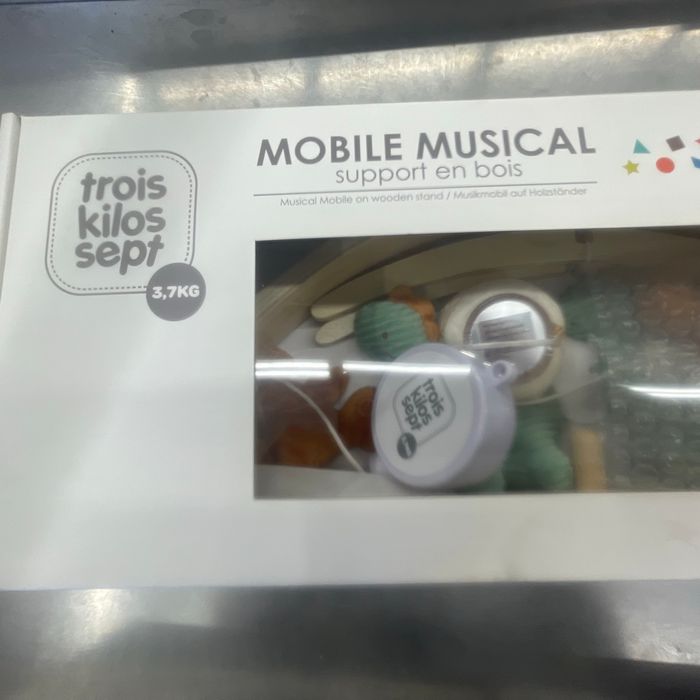 trois
kilos
sept
3,7KG
MOBILE MUSICAL
support en bois
Musical Mobile on wooden stand / Musikmobil auf Holzständer
trois
kilos
sept